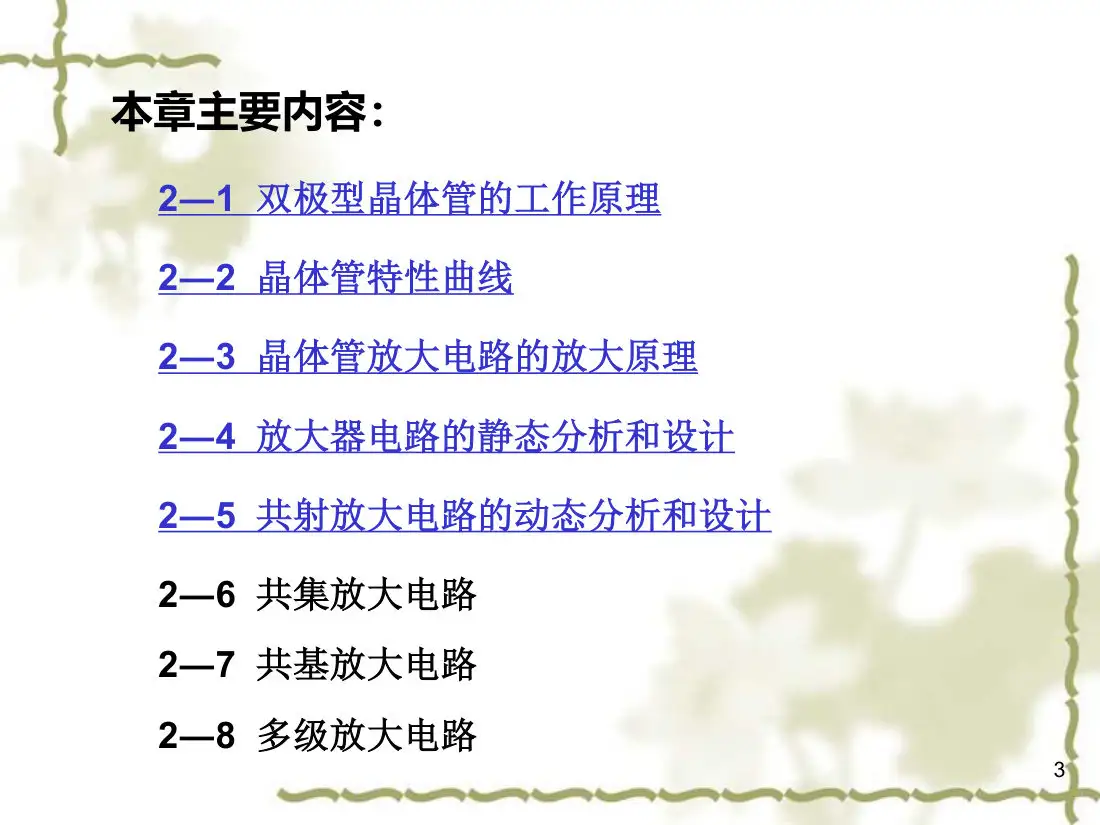 本章主要内容：
2—1 双极型晶体管的工作原理
2—2 晶体管特性曲线
2—3 晶体管放大电路的放大原理
2—4 放大器电路的静态分析和设计
2—5 共射放大电路的动态分析和设计
2—6 共集放大电路
2—7 共基放大电路
2—8 多级放大电路
3